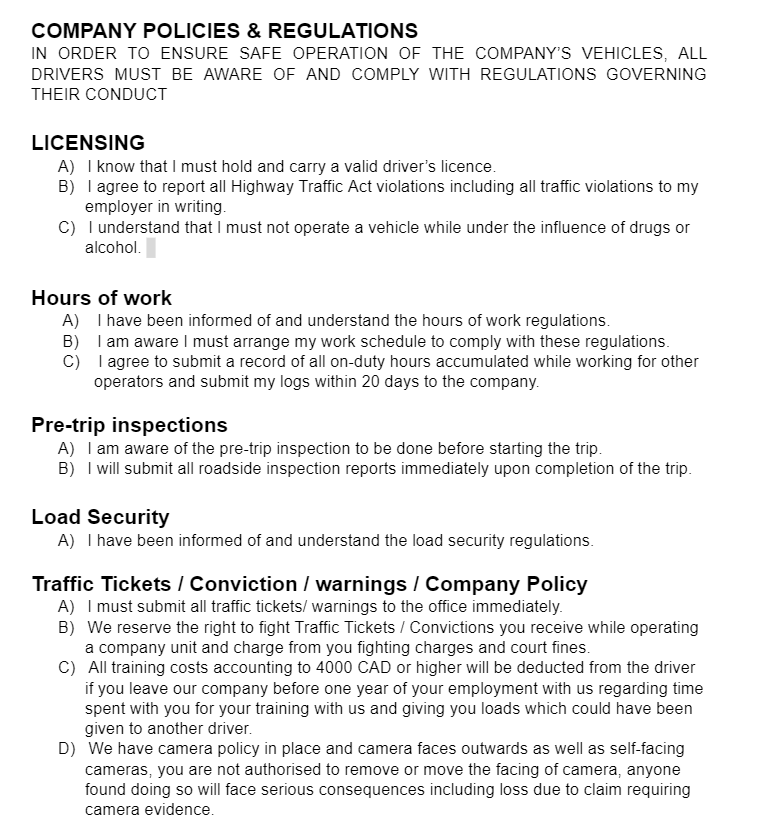 COMPANY POLICIES & REGULATIONS
IN ORDER TO ENSURE SAFE OPERATION OF THE COMPANY'S VEHICLES, ALL
DRIVERS MUST BE AWARE OF AND COMPLY WITH REGULATIONS GOVERNING
THEIR CONDUCT
LICENSING
A) I know that I must hold and carry a valid driver's licence.
B) I agree to report all Highway Traffic Act violations including all traffic violations to my
employer in writing.
C) I understand that I must not operate a vehicle while under the influence of drugs or
alcohol.
Hours of work
A) I have been informed of and understand the hours of work regulations.
B) I am aware I must arrange my work schedule to comply with these regulations.
C) I agree to submit a record of all on-duty hours accumulated while working for other
operators and submit my logs within 20 days to the company.
Pre-trip inspections
A) I am aware of the pre-trip inspection to be done before starting the trip.
B) I will submit all roadside inspection reports immediately upon completion of the trip.
Load Security
A) I have been informed of and understand the load security regulations.
Traffic Tickets / Conviction / warnings / Company Policy
A) I must submit all traffic tickets/ warnings to the office immediately.
B) We reserve the right to fight Traffic Tickets / Convictions you receive while operating
a company unit and charge from you fighting charges and court fines.
C) All training costs accounting to 4000 CAD or higher will be deducted from the driver
if you leave our company before one year of your employment with us regarding time
spent with you for your training with us and giving you loads which could have been
given to another driver.
D) We have camera policy in place and camera faces outwards as well as self-facing
cameras, you are not authorised to remove or move the facing of camera, anyone
found doing so will face serious consequences including loss due to claim requiring
camera evidence.